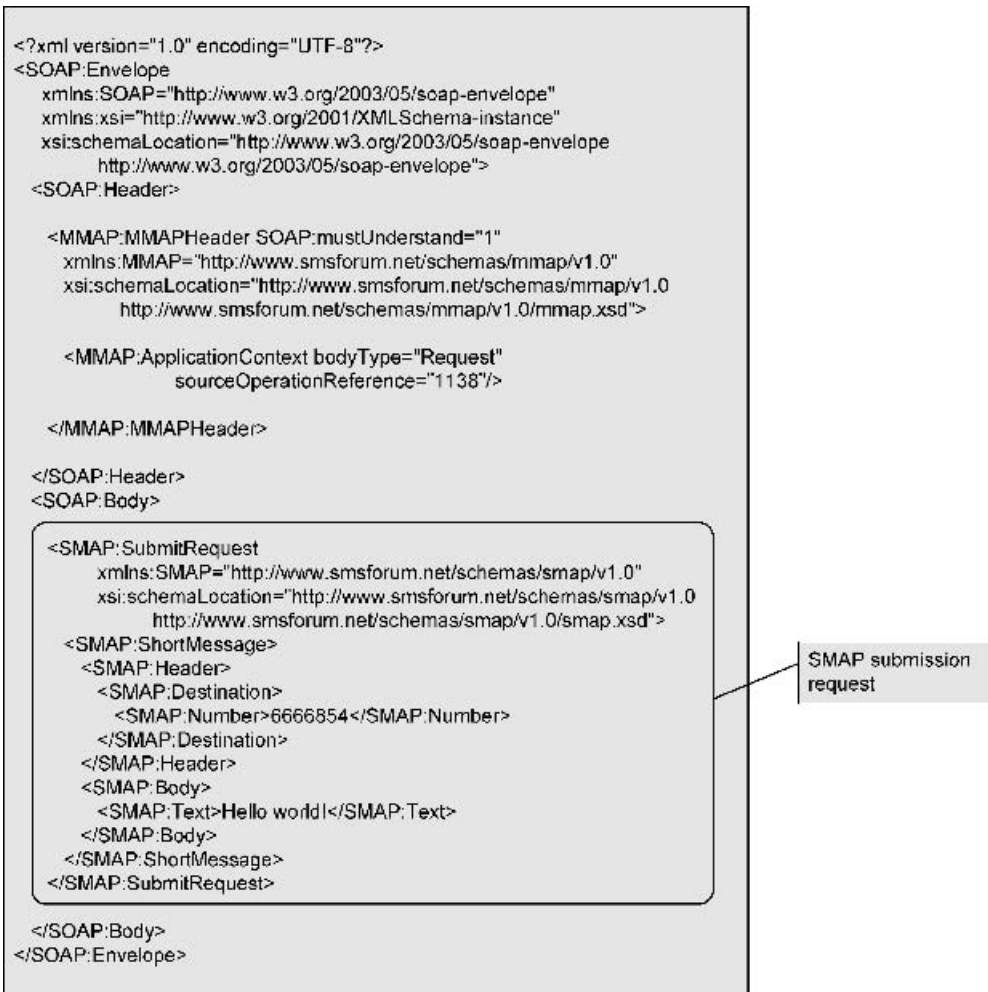 <?xml version="1.0" encoding="UTF-8"?>
<SOAP:Envelope
xmlns:SOAP="http://www.w3.org/2003/05/soap-envelope"
xmlns:xsi="http://www.w3.org/2001/XMLSchema-instance"
xsi:schemaLocation="http://www.w3.org/2003/05/soap-envelope
http://www.w3.org/2003/05/soap-envelope">
<SOAP:Header>
<MMAP:MMAPHeader SOAP:mustUnderstand="1"
xmlns:MMAP="http://www.smsforum.net/schemas/mmap/v1.0"
xsi:schemaLocation="http://www.smsforum.net/schemas/mmap/v1.0
http://www.smsforum.net/schemas/mmap/v1.0/mmap.xsd">
<MMAP:ApplicationContext bodyType="Request"
sourceOperationReference="1138"/>
</MMAP:MMAPHeader>
</SOAP:Header>
<SOAP:Body>
<SMAP:SubmitRequest
xmlns:SMAP="http://www.smsforum.net/schemas/smap/v1.0"
xsi:schemaLocation="http://www.smsforum.net/schemas/smap/v1.0
http://www.smsforum.net/schemas/smap/v1.0/smap.xsd">
<SMAP:ShortMessage>
<SMAP:Header>
<SMAP:Destination>
<SMAP:Number>6666854</SMAP:Number>
</SMAP:Destination>
</SMAP:Header>
<SMAP:Body>
<SMAP:Text>Hello world!</SMAP:Text>
</SMAP:Body>
</SMAP:ShortMessage>
</SMAP:SubmitRequest>
</SOAP:Body>
</SOAP:Envelope>
SMAP submission
request